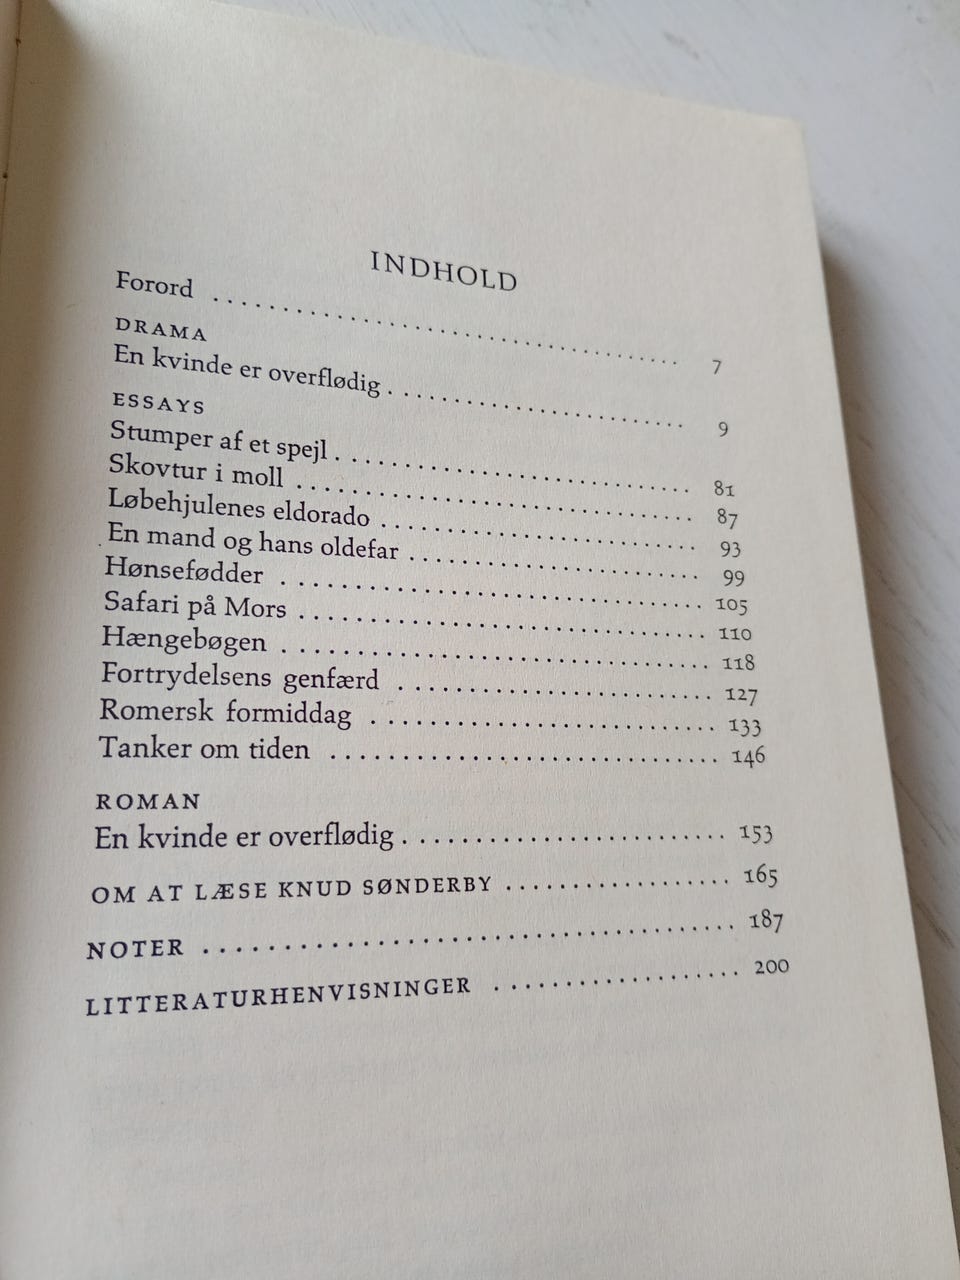 INDHOLD
Forord ........................................ 7
DRAMA
En kvinde er overflødig ........................ 9
ESSAYS
Stumper af et spejl ........................ 81
Skovtur i moll ............................ 87
Løbehjulenes eldorado ...................... 93
En mand og hans oldefar .................... 99
Hønsefødder .............................. 105
Safari på Mors ............................ 110
Hængebøgen .............................. 118
Fortrydelsens genfærd ...................... 127
Romersk formiddag ........................ 133
Tanker om tiden .......................... 146
ROMAN
En kvinde er overflødig ...................... 153
OM AT LÆSE KNUD SØNDERBY .................. 165
NOTER ...................................... 187
LITTERATURHENVISNINGER .................... 200